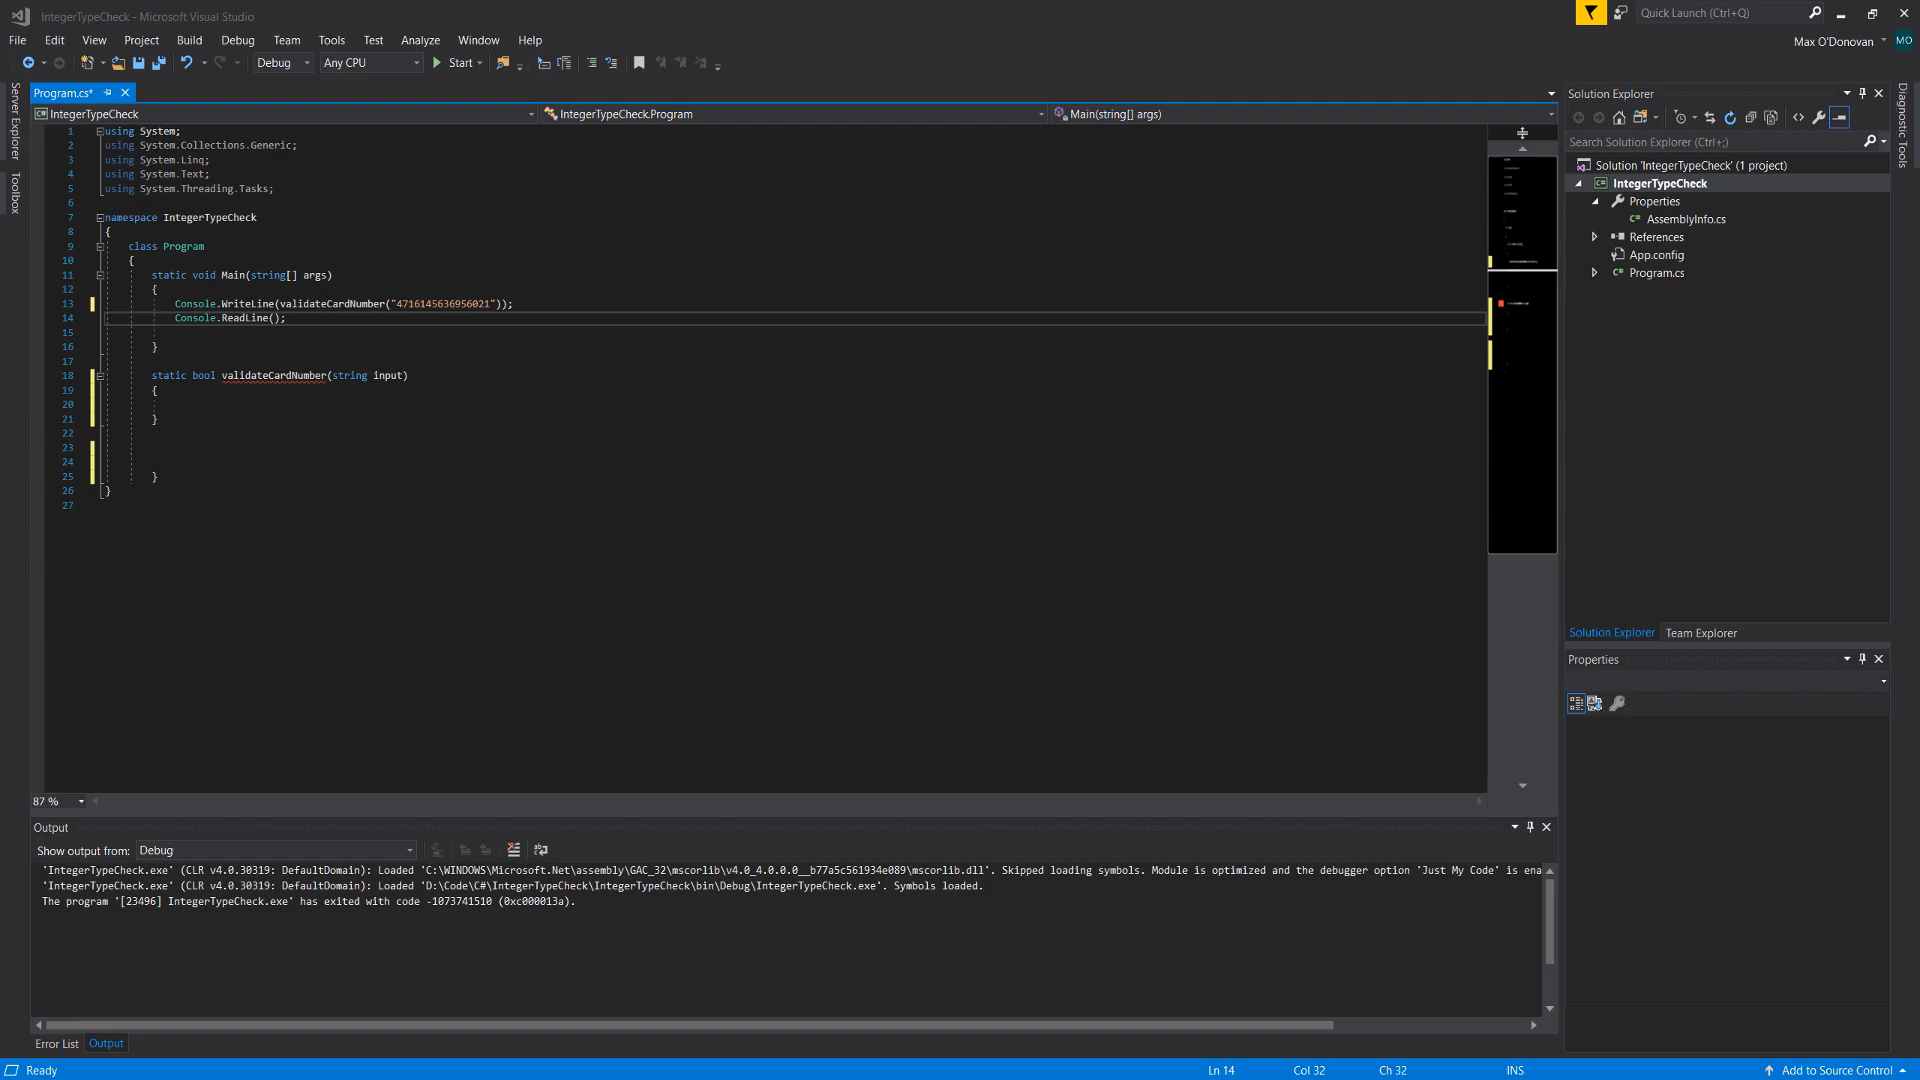 IntegerTypeCheck - Microsoft Visual Studio
Quick Launch (Ctrl+Q)
File Edit View Project Build Debug Team Tools Test Analyze Window Help
Max O'Donovan MO
Debug Any CPU Start
Server Explorer
Toolbox
Program.cs*
IntegerTypeCheck IntegerTypeCheck.Program Main(string[] args)
1 using System;
2 using System.Collections.Generic;
3 using System.Linq;
4 using System.Text;
5 using System.Threading.Tasks;
6
7 namespace IntegerTypeCheck
8 {
9 class Program
10 {
11 static void Main(string[] args)
12 {
13 Console.WriteLine(validateCardNumber("4716145636956021"));
14 Console.ReadLine();
15
16 }
17
18 static bool validateCardNumber(string input)
19 {
20
21 }
22
23
24
25 }
26 }
27
87 %
Solution Explorer
Search Solution Explorer (Ctrl+;)
Solution 'IntegerTypeCheck' (1 project)
IntegerTypeCheck
Properties
AssemblyInfo.cs
References
App.config
Program.cs
Solution Explorer Team Explorer
Properties
Diagnostic Tools
Output
Show output from: Debug
'IntegerTypeCheck.exe' (CLR v4.0.30319: DefaultDomain): Loaded 'C:\WINDOWS\Microsoft.Net\assembly\GAC_32\mscorlib\v4.0_4.0.0.0__b77a5c561934e089\mscorlib.dll'. Skipped loading symbols. Module is optimized and the debugger option 'Just My Code' is ena
'IntegerTypeCheck.exe' (CLR v4.0.30319: DefaultDomain): Loaded 'D:\Code\C#\IntegerTypeCheck\IntegerTypeCheck\bin\Debug\IntegerTypeCheck.exe'. Symbols loaded.
The program '[23496] IntegerTypeCheck.exe' has exited with code -1073741510 (0xc000013a).
Error List Output
Ready Ln 14 Col 32 Ch 32 INS Add to Source Control